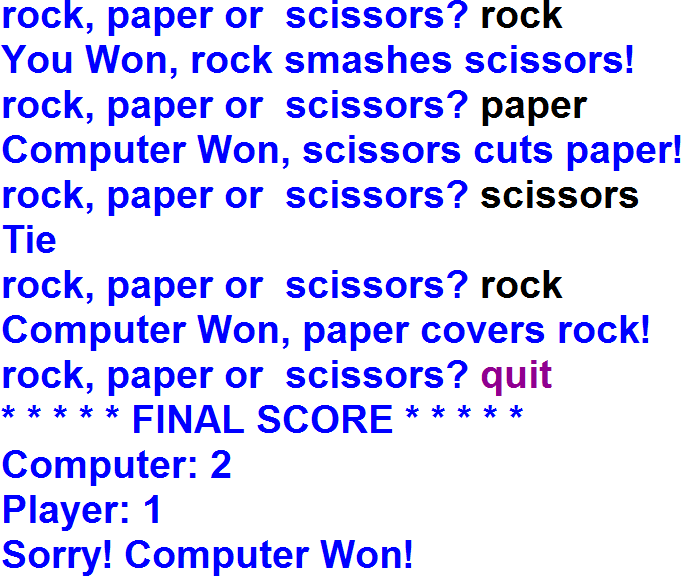 rock, paper or  scissors? rock
You Won, rock smashes scissors!
rock, paper or  scissors? paper
Computer Won, scissors cuts paper!
rock, paper or  scissors? scissors
Tie
rock, paper or  scissors? rock
Computer Won, paper covers rock!
rock, paper or  scissors? quit
* * * * * FINAL SCORE * * * * *
Computer: 2
Player: 1
Sorry! Computer Won!